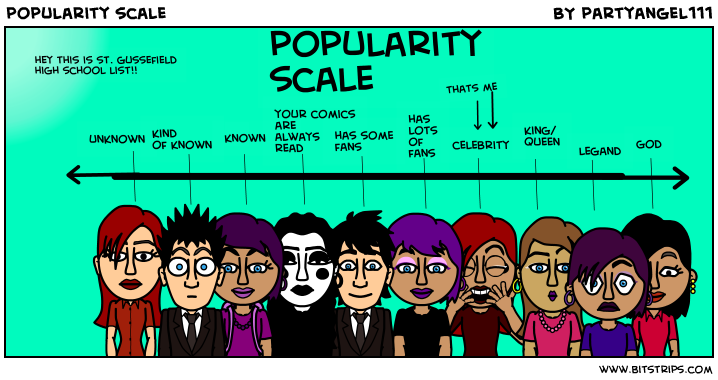 POPULARITY SCALE
BY PARTYANGEL111
POPULARITY
SCALE
HEY THIS IS ST. GUSSEFIELD
HIGH SCHOOL LIST!!
THATS ME
UNKNOWN
KIND
OF KNOWN
KNOWN
YOUR COMICS
ARE
ALWAYS
READ
HAS SOME
FANS
HAS
LOTS
OF
FANS
CELEBRITY
KING/
QUEEN
LEGAND
GOD
WWW.BITSTRIPS.COM